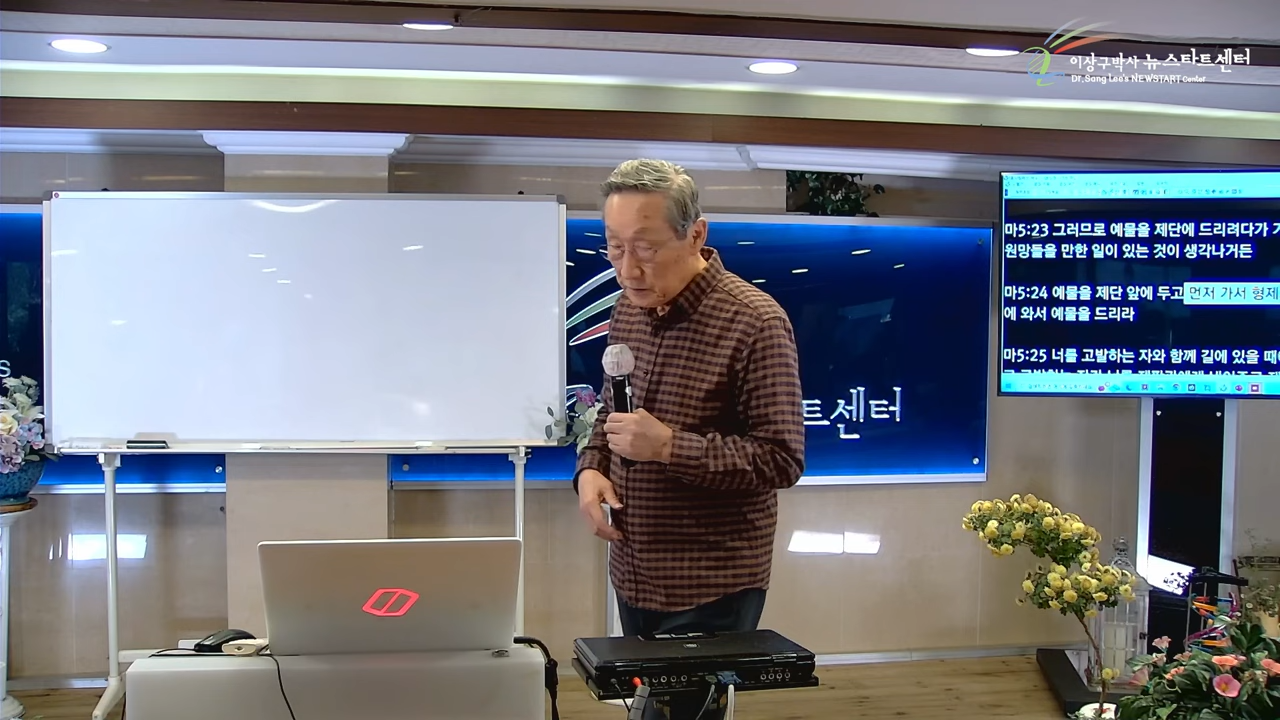 이상구박사 뉴스타트센터
Dr. Sang Lee's NEWSTART Center
마5:23 그러므로 예물을 제단에 드리려다가
원망들을 만한 일이 있는 것이 생각나거든
마5:24 예물을 제단 앞에 두고 먼저 가서 형제
에 와서 예물을 드리라
마5:25 너를 고발하는 자와 함께 길에 있을 때
트센터
s